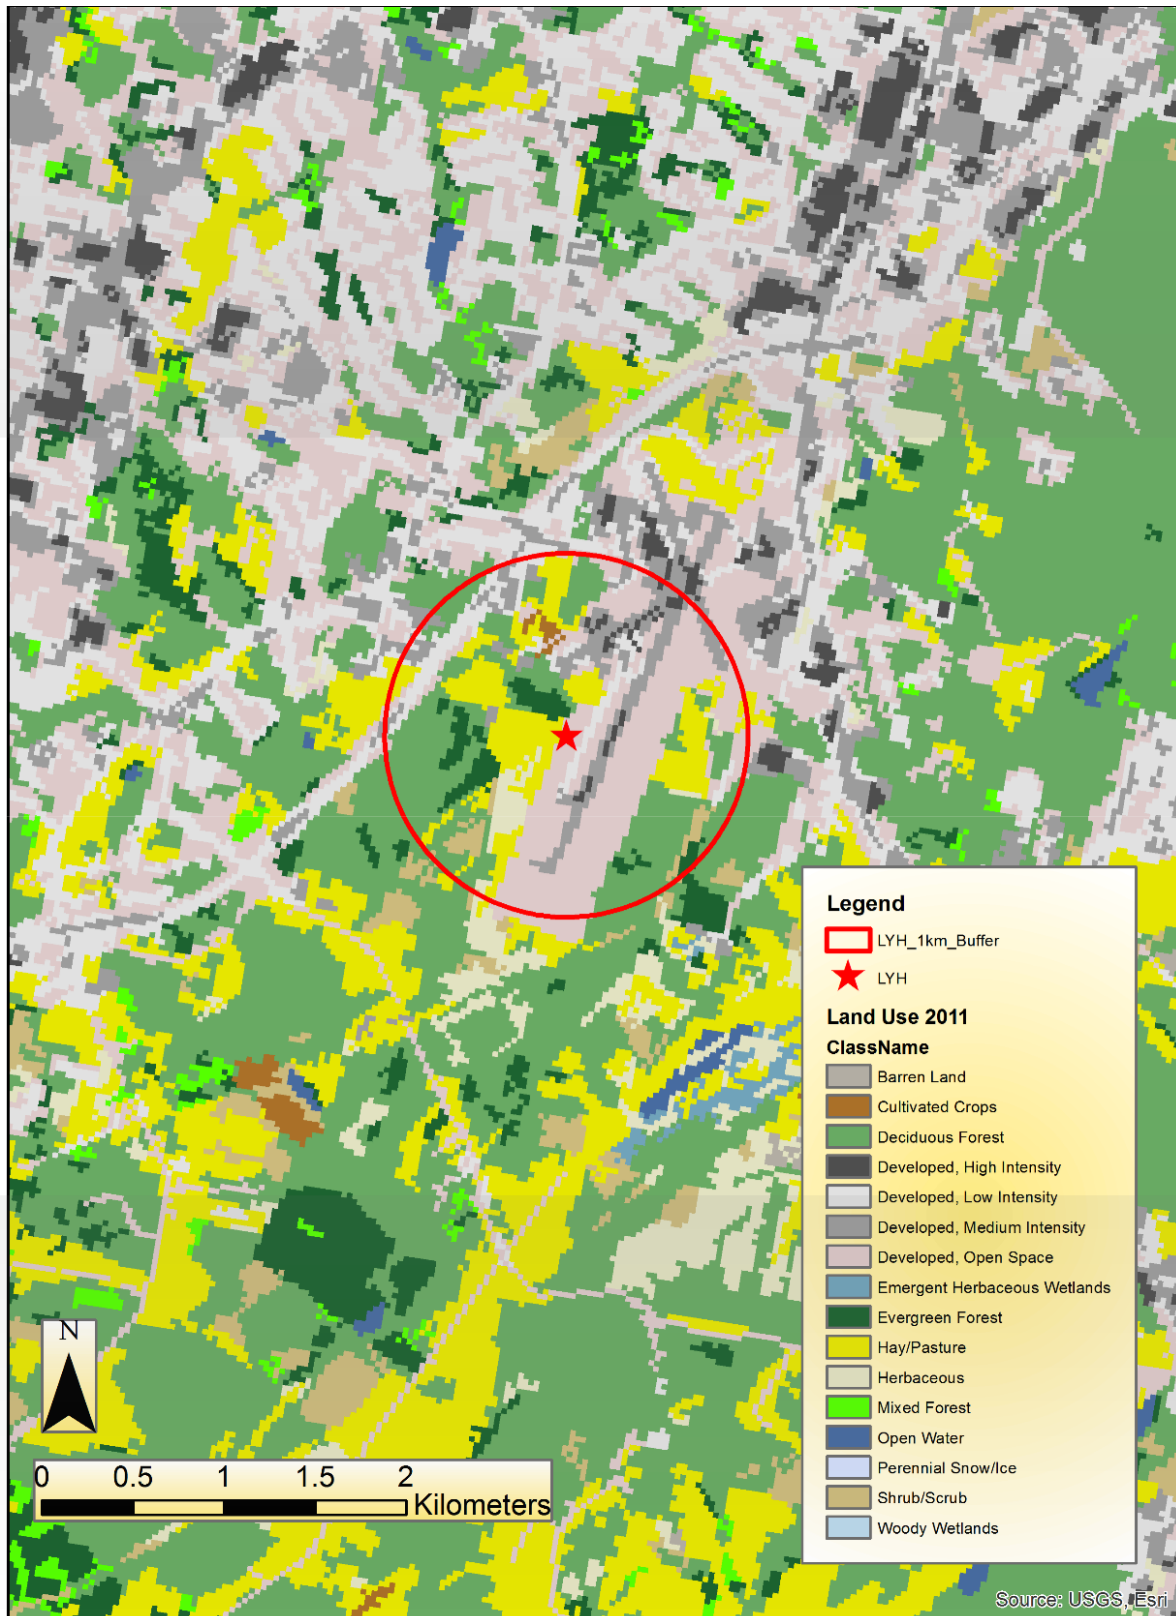 Legend
LYH_1km_Buffer
LYH
Land Use 2011
ClassName
Barren Land
Cultivated Crops
Deciduous Forest
Developed, High Intensity
Developed, Low Intensity
Developed, Medium Intensity
Developed, Open Space
Emergent Herbaceous Wetlands
Evergreen Forest
Hay/Pasture
Herbaceous
Mixed Forest
Open Water
Perennial Snow/Ice
Shrub/Scrub
Woody Wetlands
N
0 0.5 1 1.5 2
Kilometers
Source: USGS, Esri